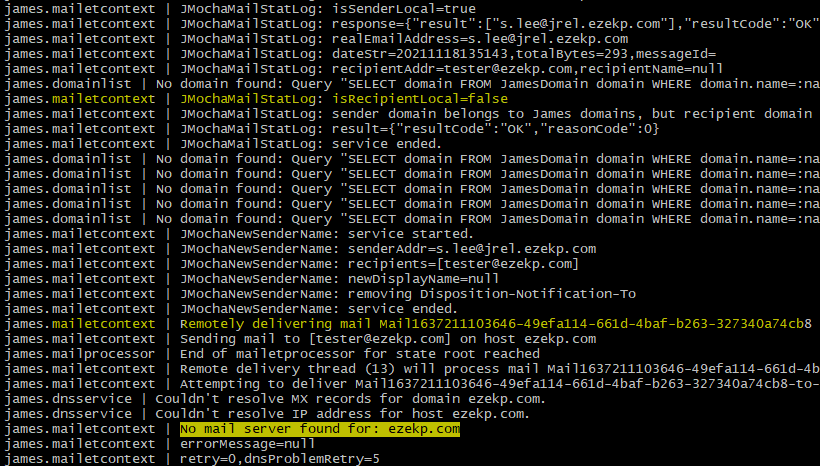 james.mailetcontext | JMochaMailStatLog: isSenderLocal=true
james.mailetcontext | JMochaMailStatLog: response={"result":["s.lee@jrel.ezekp.com"],"resultCode":"OK"
james.mailetcontext | JMochaMailStatLog: realEmailAddress=s.lee@jrel.ezekp.com
james.mailetcontext | JMochaMailStatLog: dateStr=20211118135143,totalBytes=293,messageId=
james.mailetcontext | JMochaMailStatLog: recipientAddr=tester@ezekp.com,recipientName=null
james.domainlist | No domain found: Query "SELECT domain FROM JamesDomain domain WHERE domain.name=:na
james.mailetcontext | JMochaMailStatLog: isRecipientLocal=false
james.mailetcontext | JMochaMailStatLog: sender domain belongs to James domains, but recipient domain
james.mailetcontext | JMochaMailStatLog: result={"resultCode":"OK","reasonCode":0}
james.mailetcontext | JMochaMailStatLog: service ended.
james.domainlist | No domain found: Query "SELECT domain FROM JamesDomain domain WHERE domain.name=:na
james.domainlist | No domain found: Query "SELECT domain FROM JamesDomain domain WHERE domain.name=:na
james.domainlist | No domain found: Query "SELECT domain FROM JamesDomain domain WHERE domain.name=:na
james.domainlist | No domain found: Query "SELECT domain FROM JamesDomain domain WHERE domain.name=:na
james.domainlist | No domain found: Query "SELECT domain FROM JamesDomain domain WHERE domain.name=:na
james.mailetcontext | JMochaNewSenderName: service started.
james.mailetcontext | JMochaNewSenderName: senderAddr=s.lee@jrel.ezekp.com
james.mailetcontext | JMochaNewSenderName: recipients=[tester@ezekp.com]
james.mailetcontext | JMochaNewSenderName: newDisplayName=null
james.mailetcontext | JMochaNewSenderName: removing Disposition-Notification-To
james.mailetcontext | JMochaNewSenderName: service ended.
james.mailetcontext | Remotely delivering mail Mail1637211103646-49efa114-661d-4baf-b263-327340a74cb8
james.mailetcontext | Sending mail to [tester@ezekp.com] on host ezekp.com
james.mailprocessor | End of mailetprocessor for state root reached
james.mailetcontext | Remote delivery thread (13) will process mail Mail1637211103646-49efa114-661d-4b
james.mailetcontext | Attempting to deliver Mail1637211103646-49efa114-661d-4baf-b263-327340a74cb8-to-
james.dnsservice | Couldn't resolve MX records for domain ezekp.com.
james.dnsservice | Couldn't resolve IP address for host ezekp.com.
james.mailetcontext | No mail server found for: ezekp.com
james.mailetcontext | errorMessage=null
james.mailetcontext | retry=0,dnsProblemRetry=5